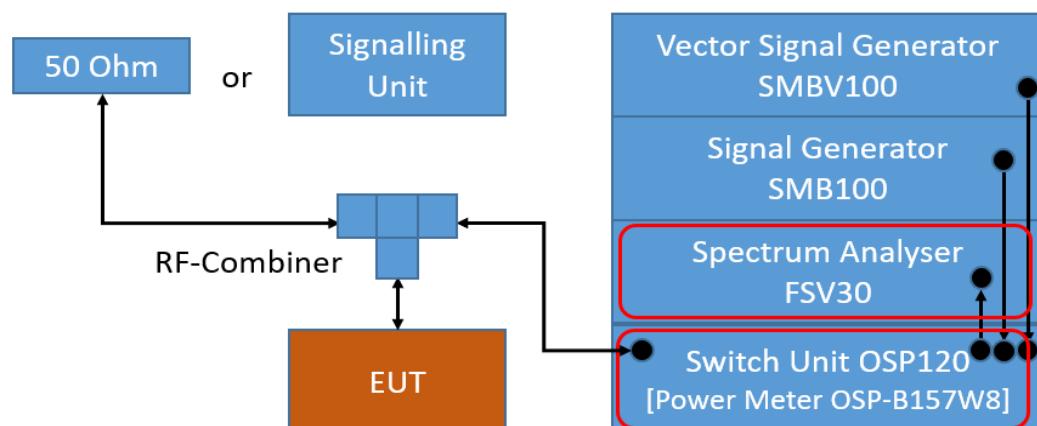 50 Ohm
or
Signalling
Unit
Vector Signal Generator
SMBV100
Signal Generator
SMB100
RF-Combiner
Spectrum Analyser
FSV30
EUT
Switch Unit OSP120
[Power Meter OSP-B157W8]